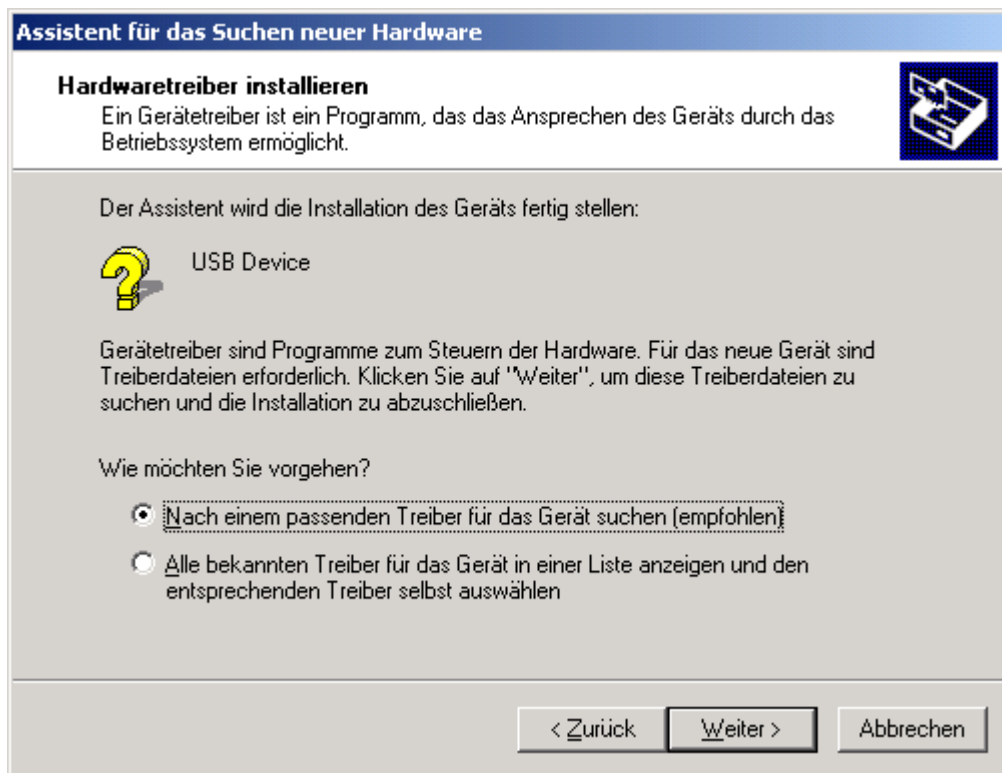 Assistent für das Suchen neuer Hardware
Hardwaretreiber installieren
Ein Gerätetreiber ist ein Programm, das das Ansprechen des Geräts durch das
Betriebssystem ermöglicht.
Der Assistent wird die Installation des Geräts fertig stellen:
USB Device
Gerätetreiber sind Programme zum Steuern der Hardware. Für das neue Gerät sind
Treiberdateien erforderlich. Klicken Sie auf "Weiter", um diese Treiberdateien zu
suchen und die Installation zu abzuschließen.
Wie möchten Sie vorgehen?
Nach einem passenden Treiber für das Gerät suchen (empfohlen)
Alle bekannten Treiber für das Gerät in einer Liste anzeigen und den
entsprechenden Treiber selbst auswählen
< Zurück Weiter > Abbrechen